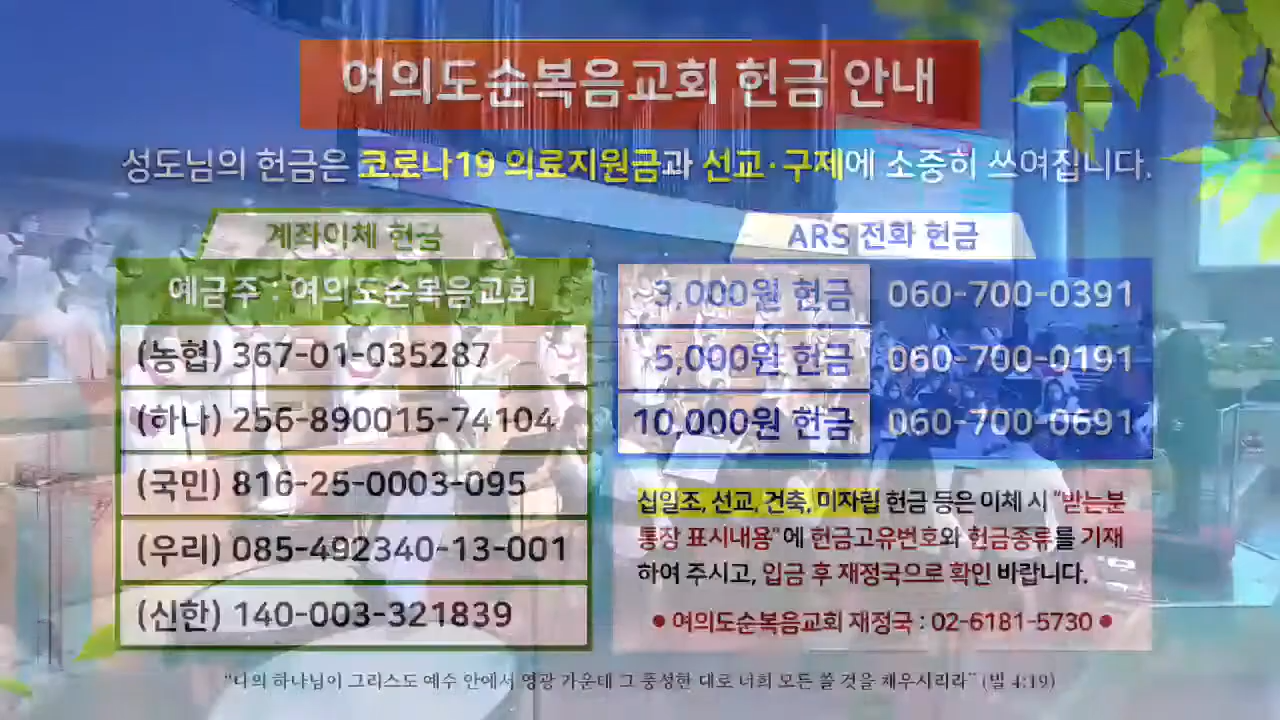 여의도순복음교회 헌금 안내
성도님의 헌금은 코로나19 의료지원금과 선교·구제에 소중히 쓰여집니다.
계좌이체 헌금
예금주 : 여의도순복음교회
(농협) 367-01-035287
(하나) 256-890015-74104
(국민) 816-25-0003-095
(우리) 085-492340-13-001
(신한) 140-003-321839
ARS 전화 헌금
3,000원 헌금 060-700-0391
5,000원 헌금 060-700-0191
10,000원 헌금 060-700-0691
십일조, 선교, 건축, 미자립 헌금 등은 이체 시 "받는분
통장 표시내용"에 헌금고유번호와 헌금종류를 기재
하여 주시고, 입금 후 재정국으로 확인 바랍니다.
● 여의도순복음교회 재정국 : 02-6181-5730 ●
"나의 하나님이 그리스도 예수 안에서 영광 가운데 그 풍성한 대로 너희 모든 쓸 것을 채우시리라" (빌 4:19)